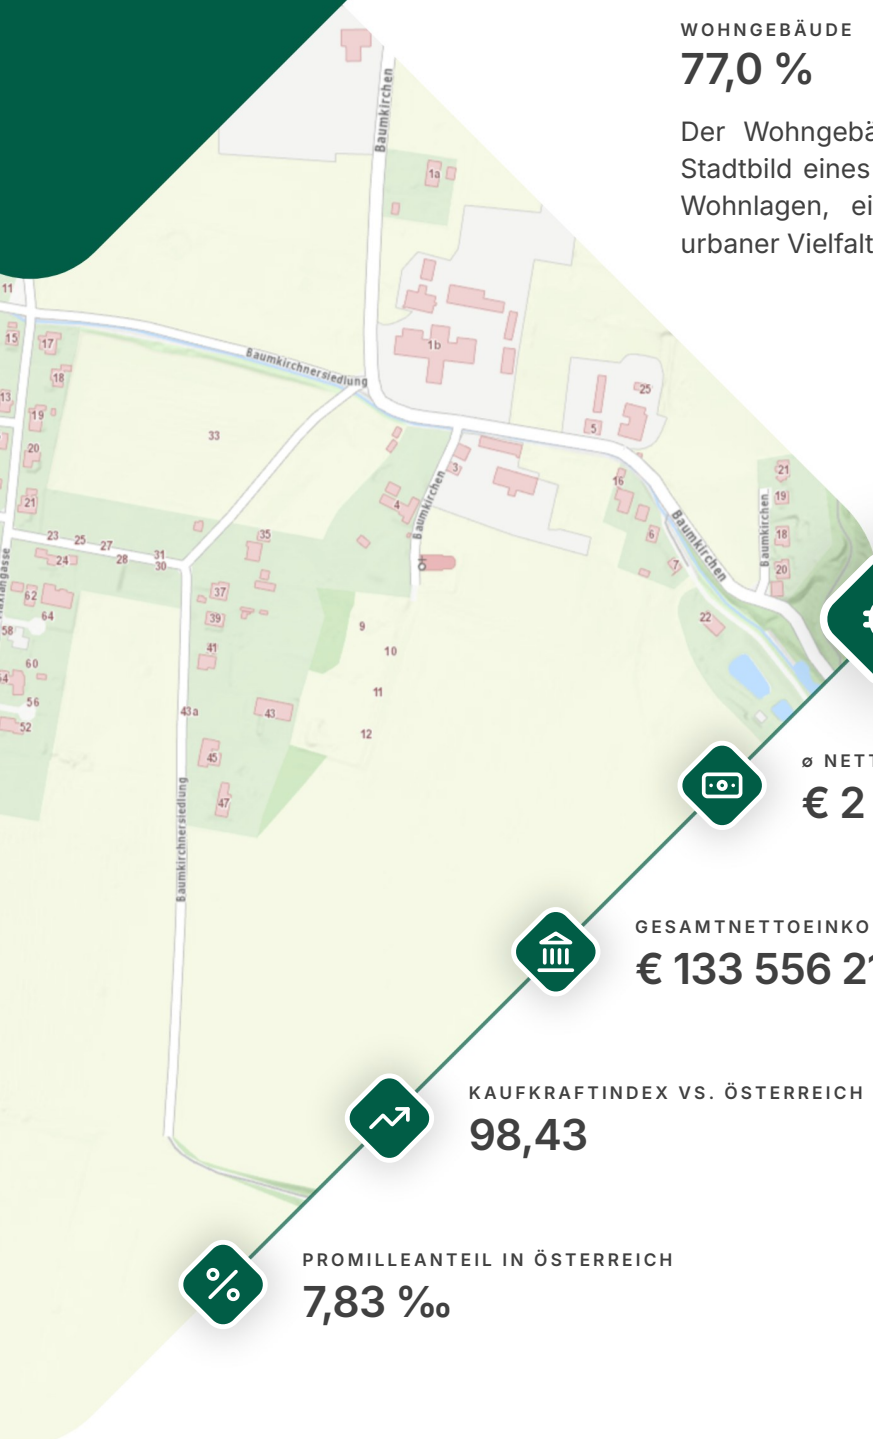 WOHNGEBÄUDE
77,0 %
Der Wohngebä
Stadtbild eines
Wohnlagen, ei
urbaner Vielfalt
Baumkirchen
1a
1b
11
15
17
Baumkirchnersiedlung
18
25
13
19
5
33
20
3
21
16
19
21
4
Baumkirchen
Baumkirchen
Baumkirchen
23
25
27
31
35
6
18
24
28
30
7
20
62
37
64
39
22
58
9
41
10
60
56
11
43a
43
52
12
45
ø NETT
€ 2
47
Baumkirchnersiedlung
GESAMTNETTOEINKO
€ 133 556 21
KAUFKRAFTINDEX VS. ÖSTERREICH
98,43
PROMILLEANTEIL IN ÖSTERREICH
7,83 ‰